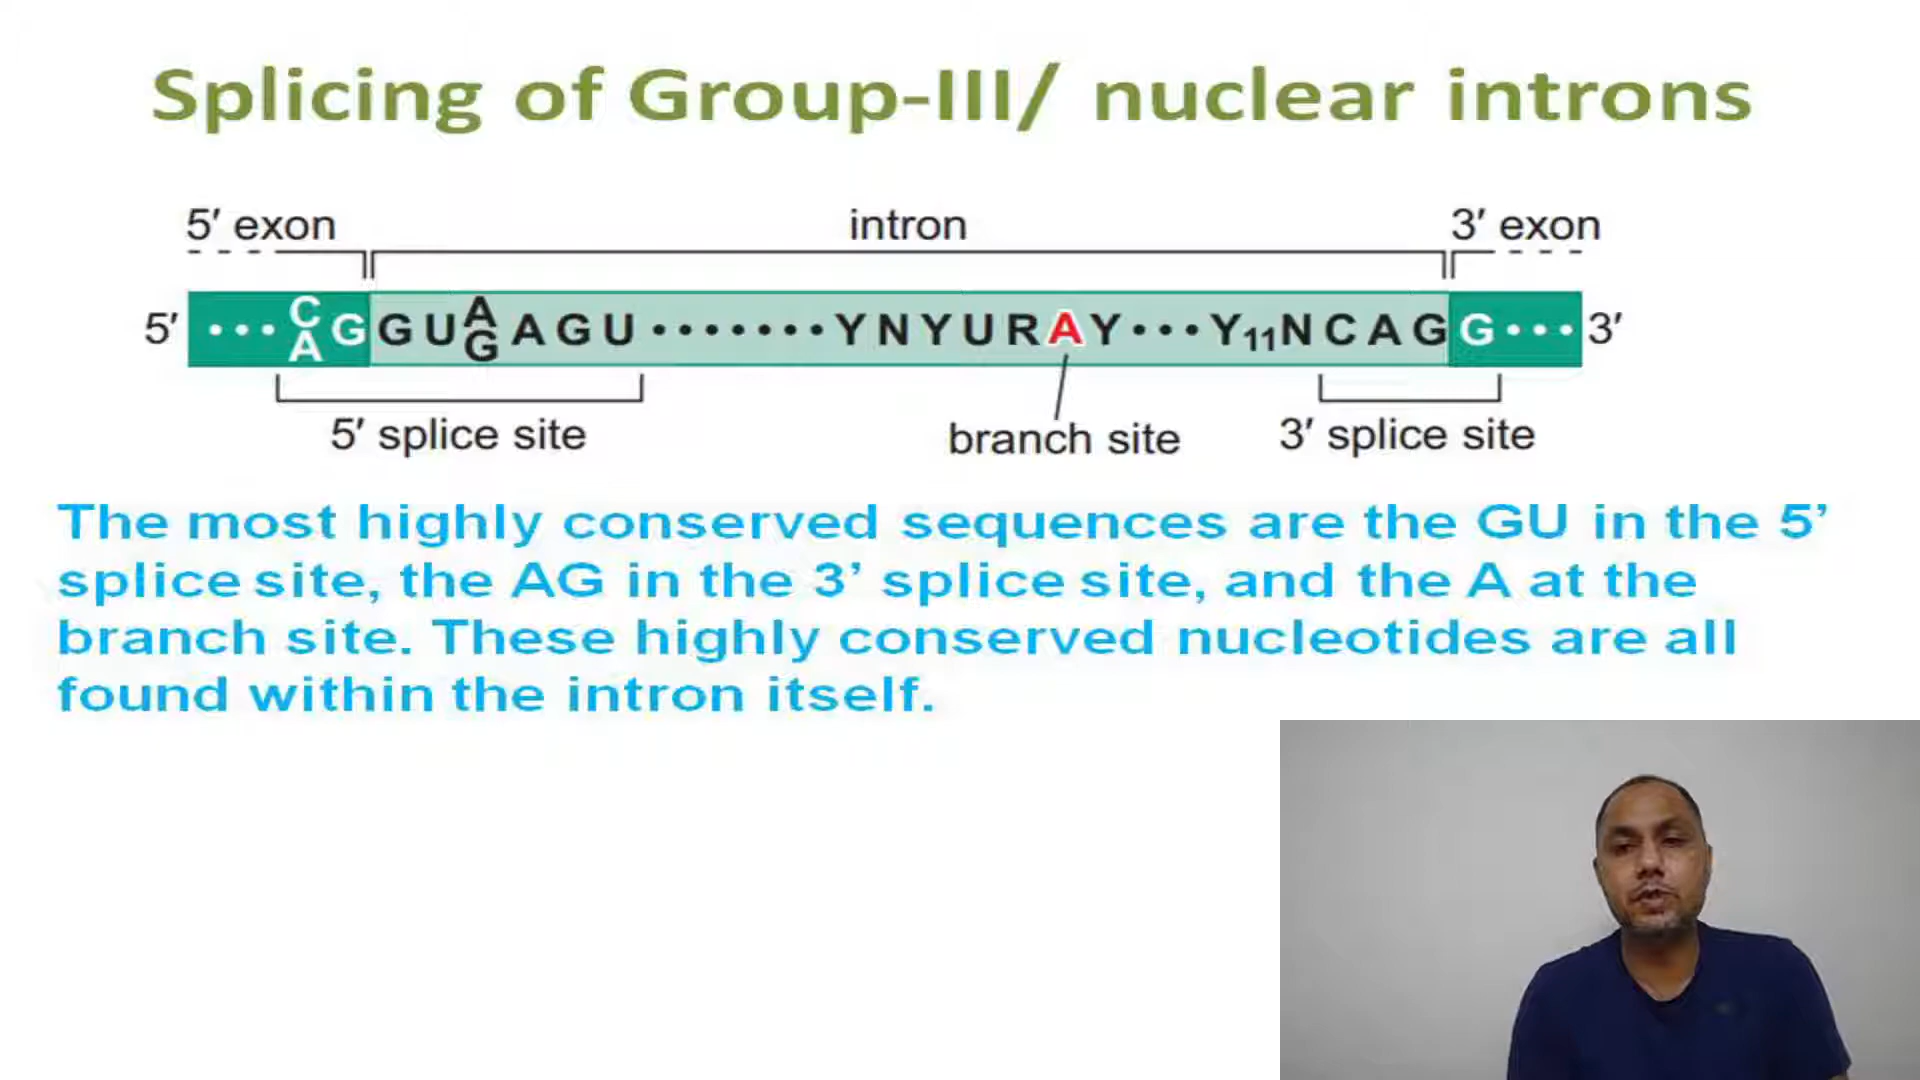 Splicing of Group-III/ nuclear introns
5′ exon intron 3′ exon
5′ ···C/A G G U A/G A G U ········ Y N Y U R A Y ··· Y11 N C A G G ··· 3′
5′ splice site branch site 3′ splice site
The most highly conserved sequences are the GU in the 5’
splice site, the AG in the 3’ splice site, and the A at the
branch site. These highly conserved nucleotides are all
found within the intron itself.